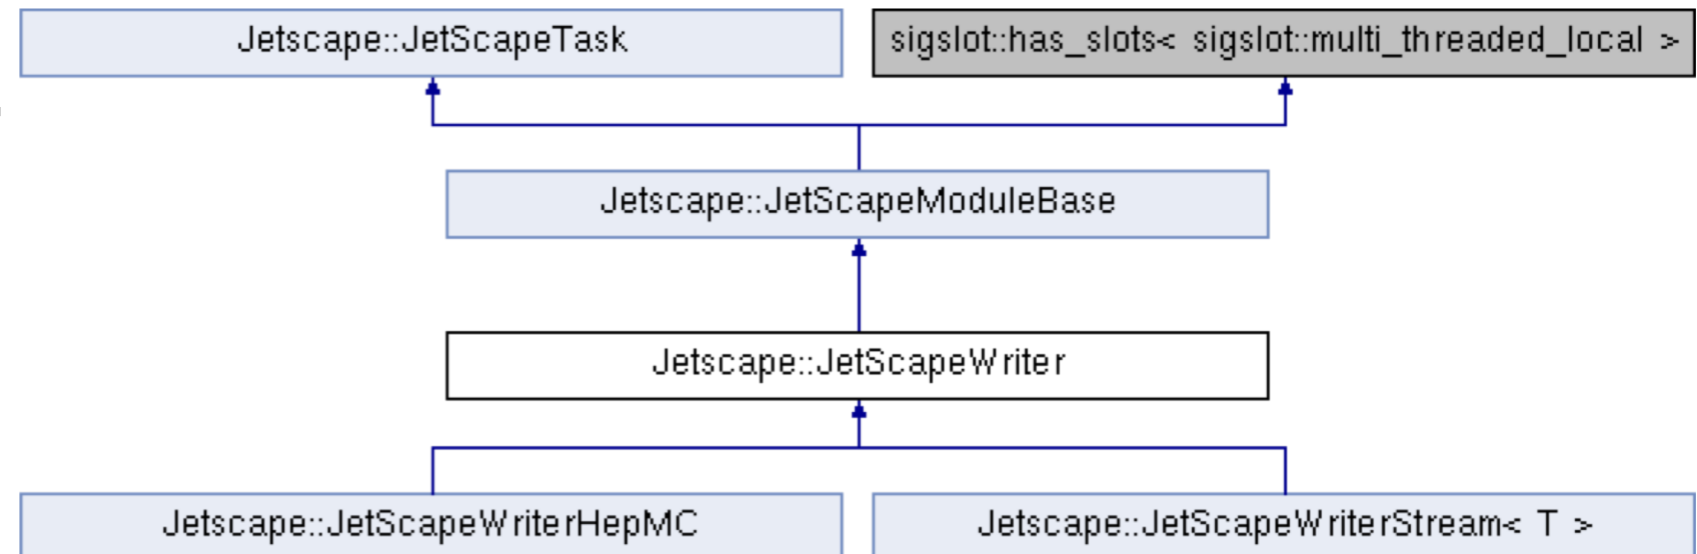 Jetscape::JetScapeTask
sigslot::has_slots< sigslot::multi_threaded_local >
Jetscape::JetScapeModuleBase
Jetscape::JetScapeWriter
Jetscape::JetScapeWriterHepMC
Jetscape::JetScapeWriterStream< T >